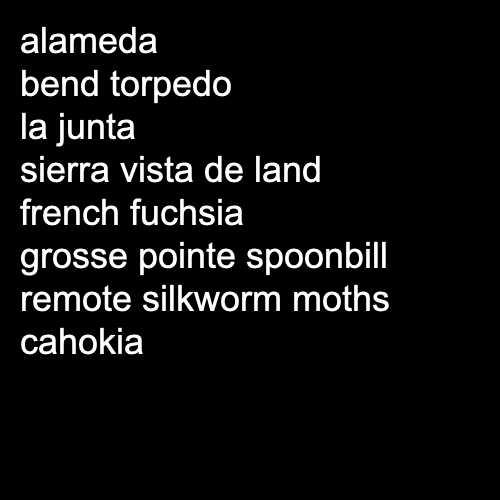 alameda
bend torpedo
la junta
sierra vista de land
french fuchsia
grosse pointe spoonbill
remote silkworm moths
cahokia